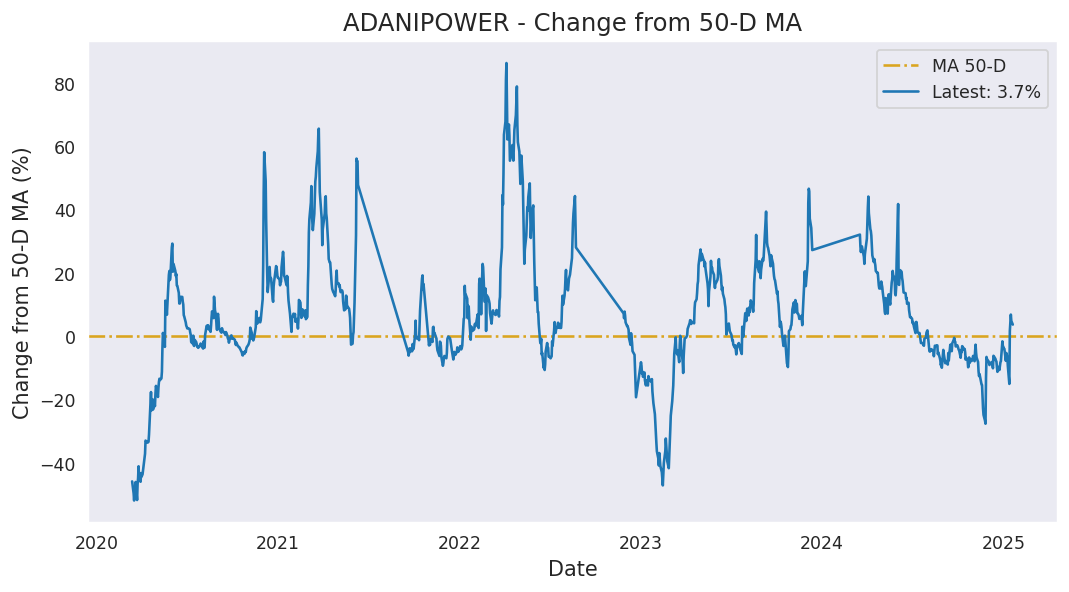 ADANIPOWER - Change from 50-D MA
MA 50-D
Latest: 3.7%
Change from 50-D MA (%)
80
60
40
20
0
−20
−40
2020
2021
2022
2023
2024
2025
Date